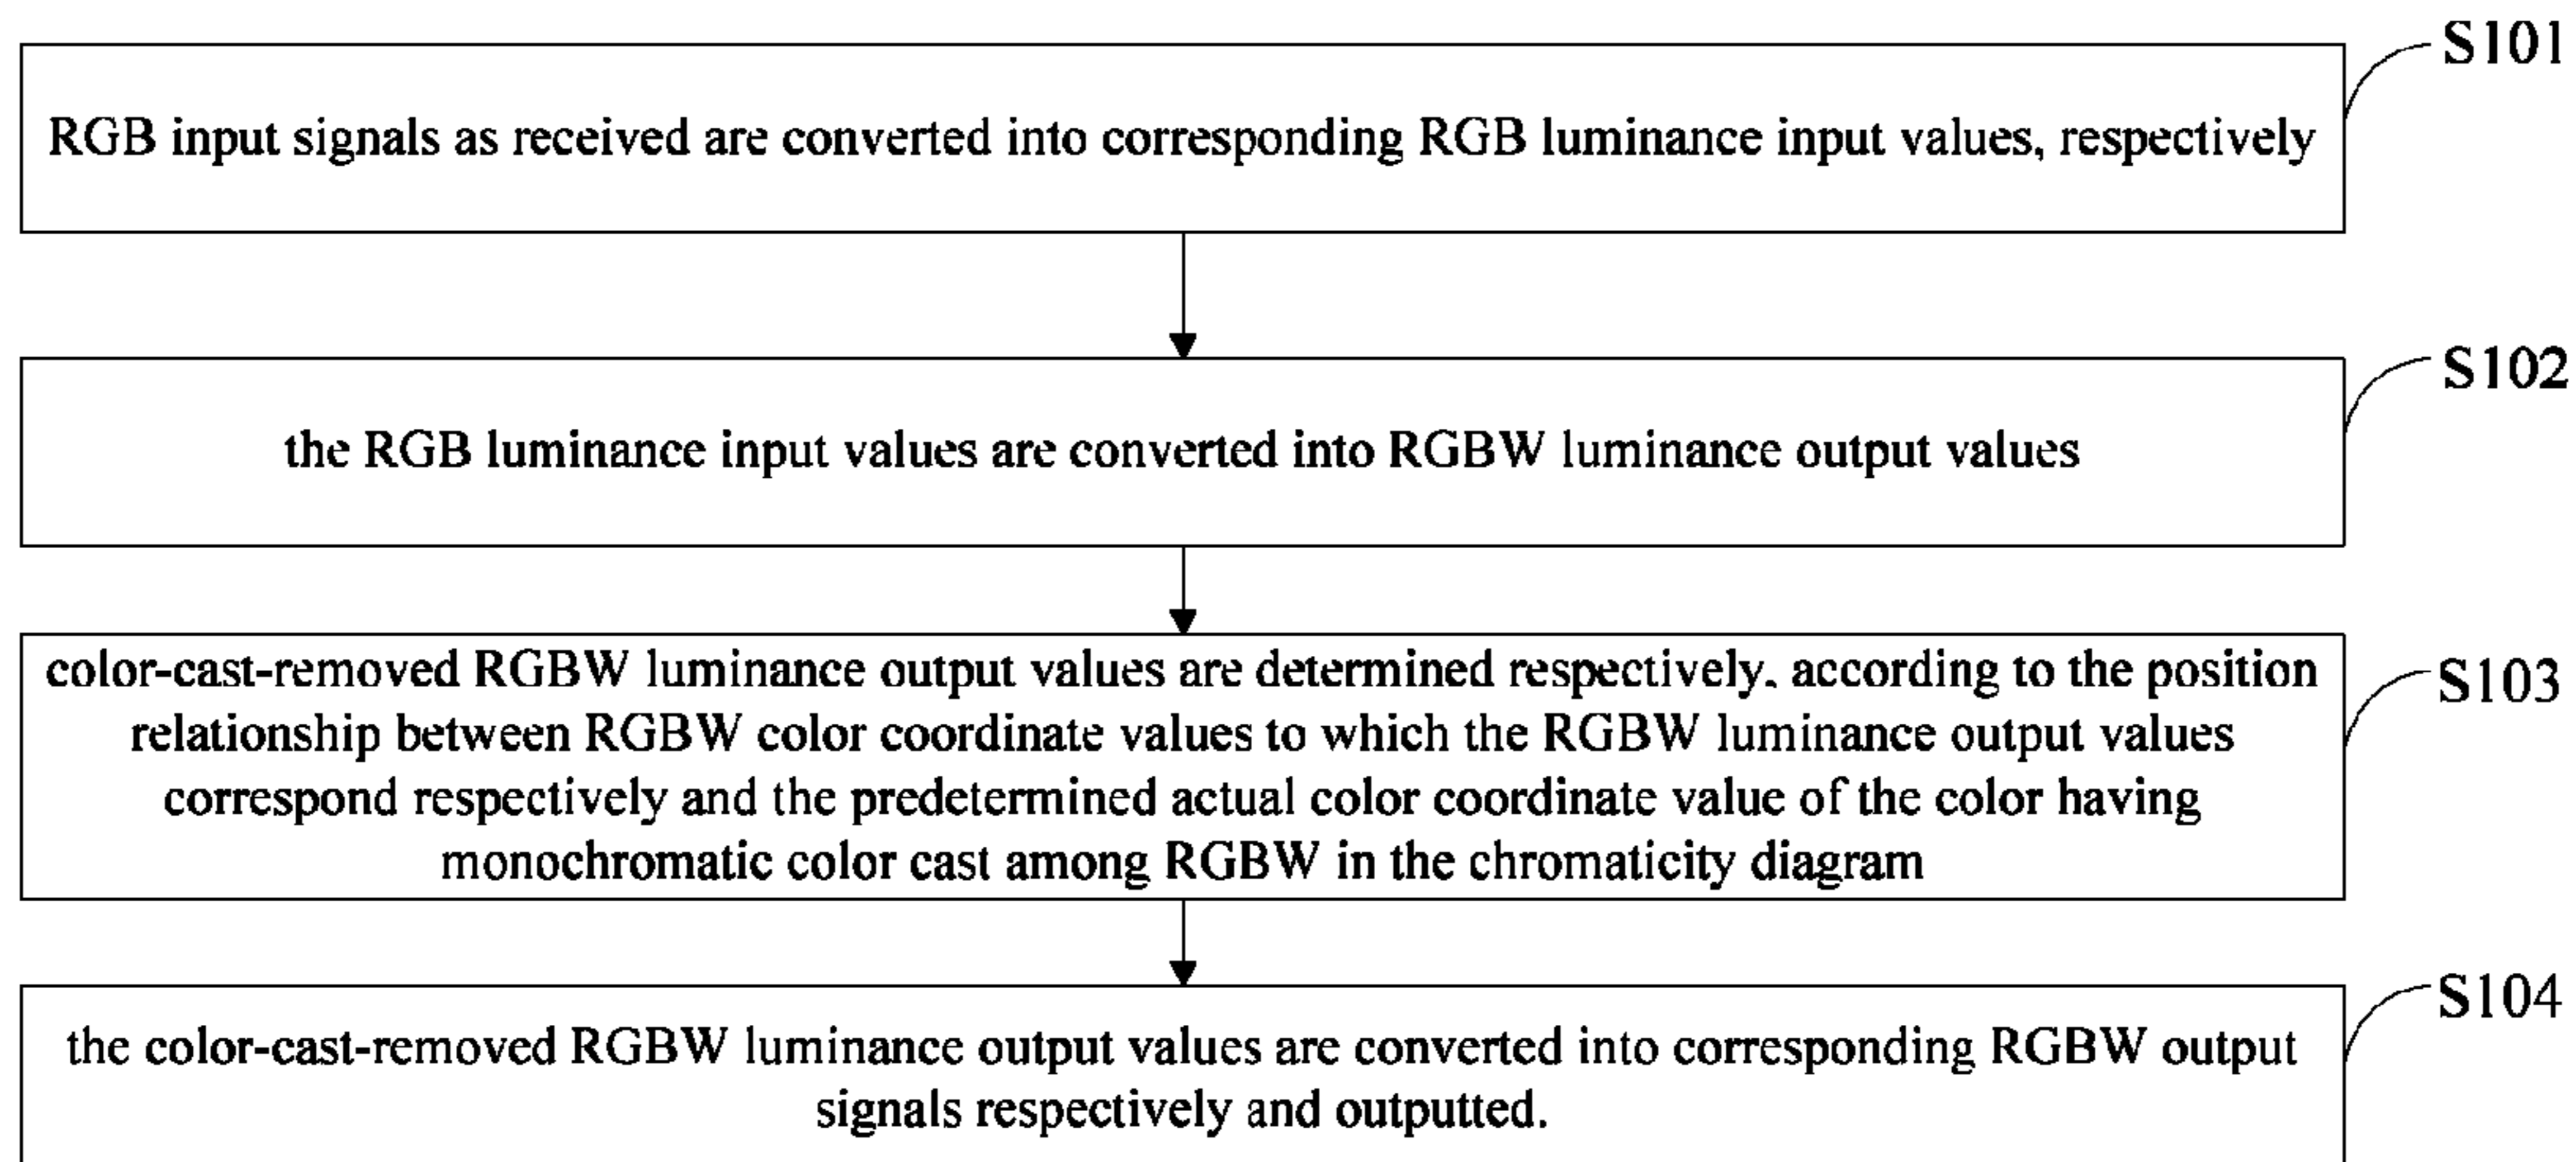 S101
RGB input signals as received are converted into corresponding RGB luminance input values, respectively
S102
the RGB luminance input values are converted into RGBW luminance output values
color-cast-removed RGBW luminance output values are determined respectively, according to the position
S103
relationship between RGBW color coordinate values to which the RGBW luminance output values
correspond respectively and the predetermined actual color coordinate value of the color having
monochromatic color cast among RGBW in the chromaticity diagram
S104
the color-cast-removed RGBW luminance output values are converted into corresponding RGBW output
signals respectively and outputted.